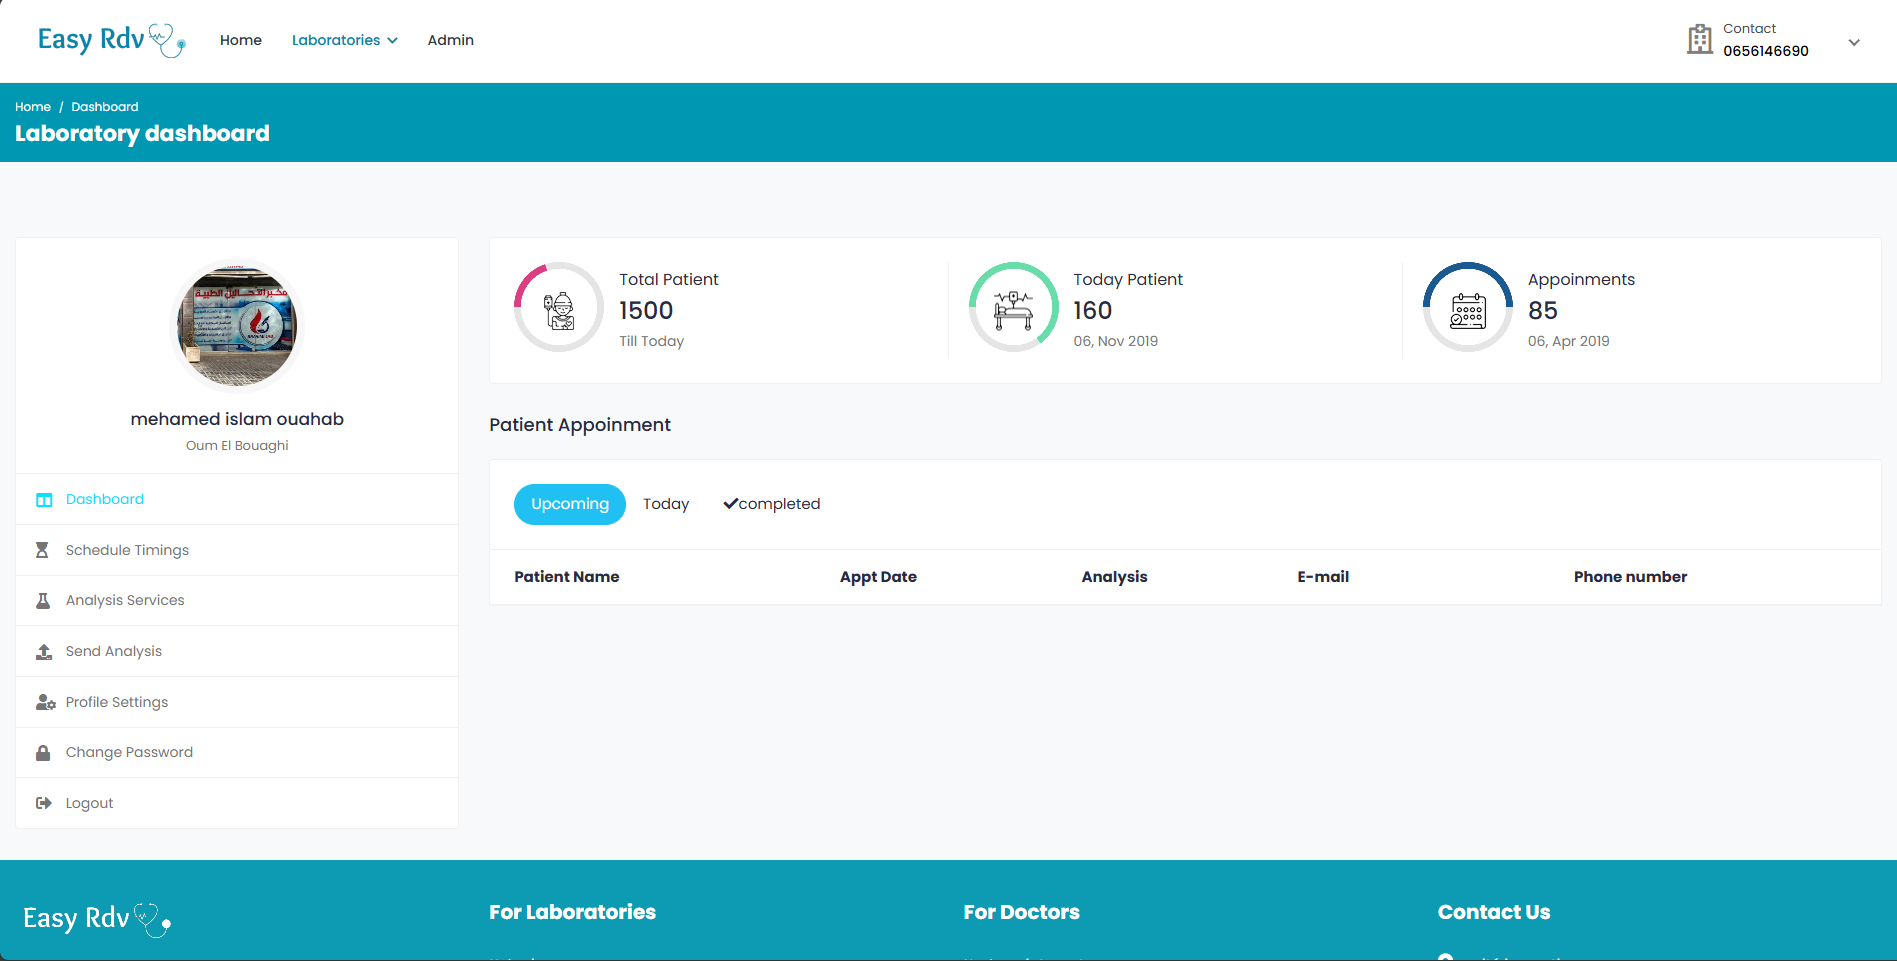 Easy Rdv
Home
Laboratories
Admin
Contact
0656146690
Home / Dashboard
Laboratory dashboard
مخبر التحاليل الطبية
mehamed islam ouahab
Oum El Bouaghi
Dashboard
Schedule Timings
Analysis Services
Send Analysis
Profile Settings
Change Password
Logout
Total Patient
1500
Till Today
Today Patient
160
06, Nov 2019
Appoinments
85
06, Apr 2019
Patient Appoinment
Upcoming
Today
completed
Patient Name
Appt Date
Analysis
E-mail
Phone number
Easy Rdv
For Laboratories
For Doctors
Contact Us